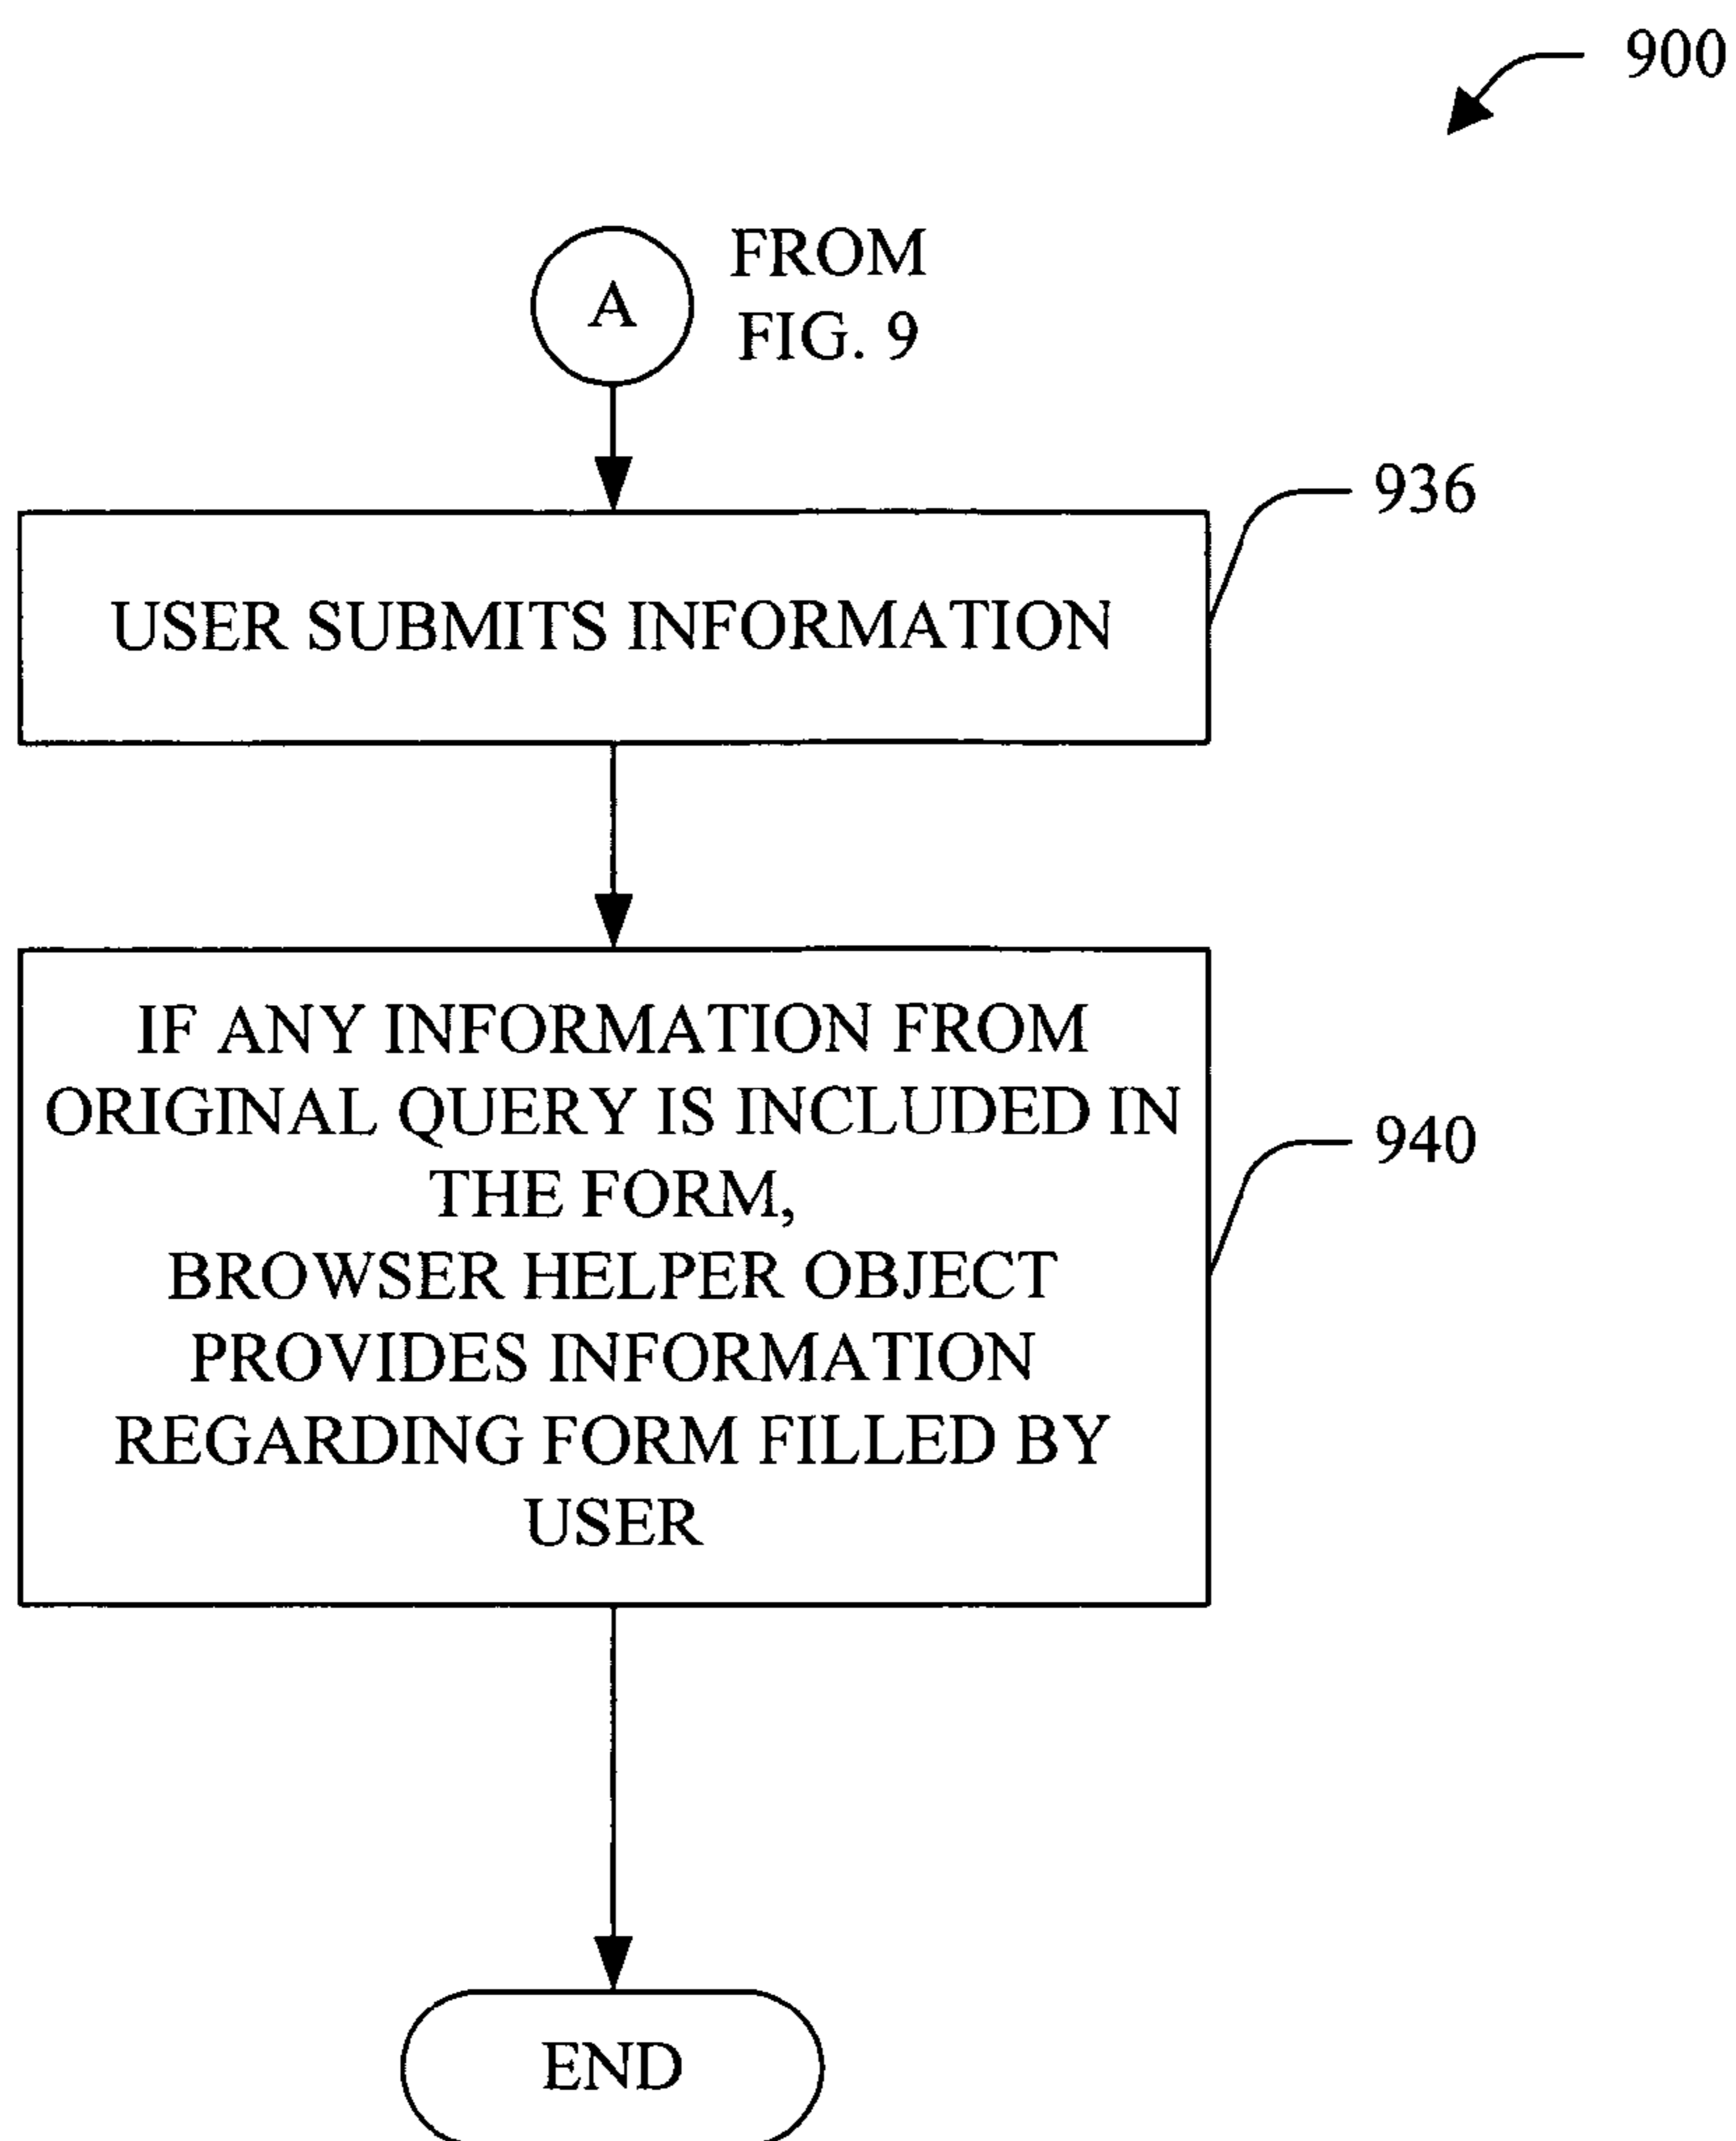 900
A
FROM
FIG. 9
936
USER SUBMITS INFORMATION
IF ANY INFORMATION FROM
ORIGINAL QUERY IS INCLUDED IN
THE FORM,
BROWSER HELPER OBJECT
PROVIDES INFORMATION
REGARDING FORM FILLED BY
USER
940
END